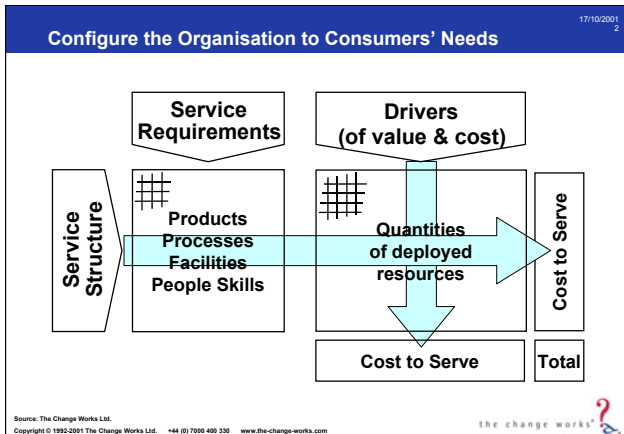 17/10/2001
2
Configure the Organisation to Consumers' Needs
Service
Requirements
Drivers
(of value & cost)
Service
Structure
Products
Processes
Facilities
People Skills
Quantities
of deployed
resources
Cost to Serve
Cost to Serve
Total
Source: The Change Works Ltd.
Copyright © 1992-2001 The Change Works Ltd. +44 (0) 7000 400 330 www.the-change-works.com
the change works®